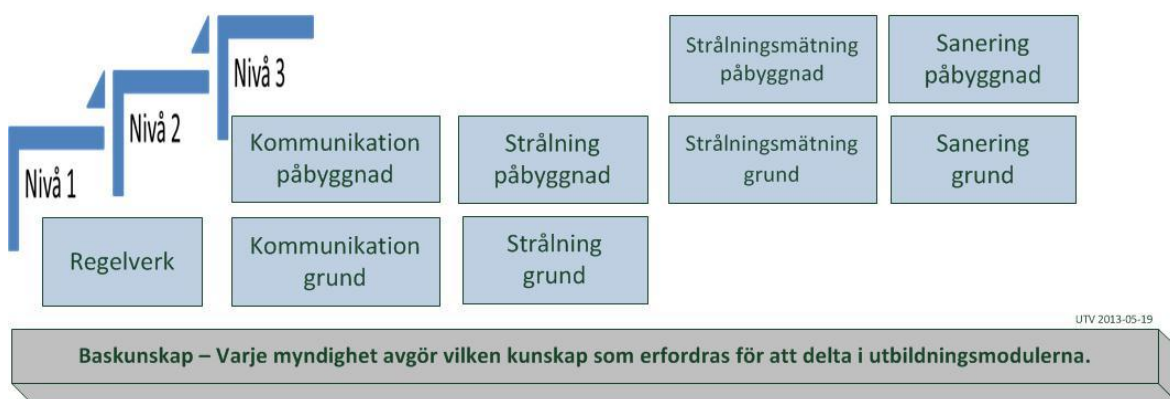 Nivå 3
Nivå 2
Nivå 1
Strålningsmätning
påbyggnad
Sanering
påbyggnad
Kommunikation
påbyggnad
Strålning
påbyggnad
Strålningsmätning
grund
Sanering
grund
Regelverk
Kommunikation
grund
Strålning
grund
UTV 2013-05-19
Baskunskap – Varje myndighet avgör vilken kunskap som erfordras för att delta i utbildningsmodulerna.